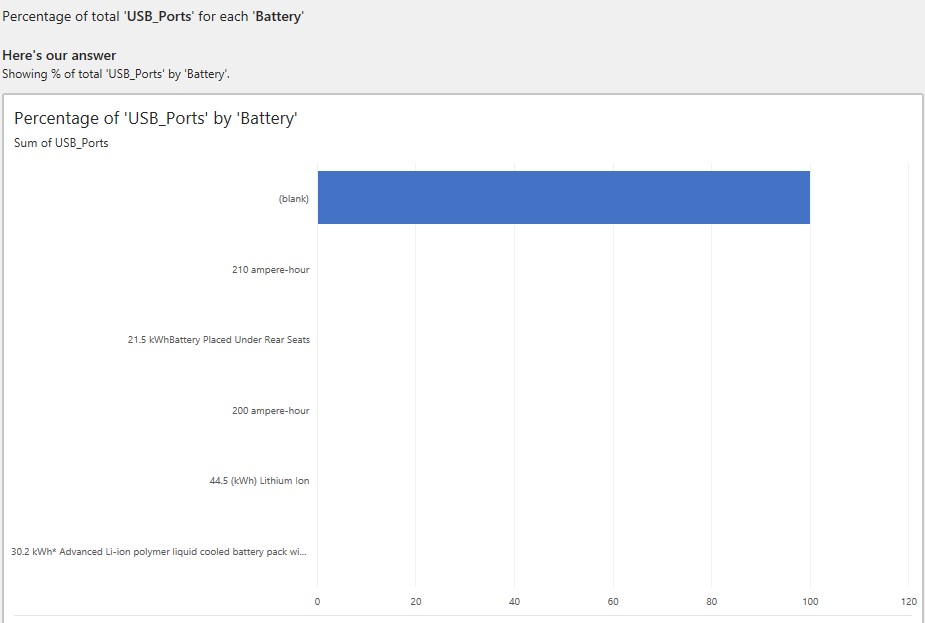 Percentage of total 'USB_Ports' for each 'Battery'
Here's our answer
Showing % of total 'USB_Ports' by 'Battery'.
Percentage of 'USB_Ports' by 'Battery'
Sum of USB_Ports
(blank)
210 ampere-hour
21.5 kWhBattery Placed Under Rear Seats
200 ampere-hour
44.5 (kWh) Lithium Ion
30.2 kWh* Advanced Li-ion polymer liquid cooled battery pack wi...
0 20 40 60 80 100 120